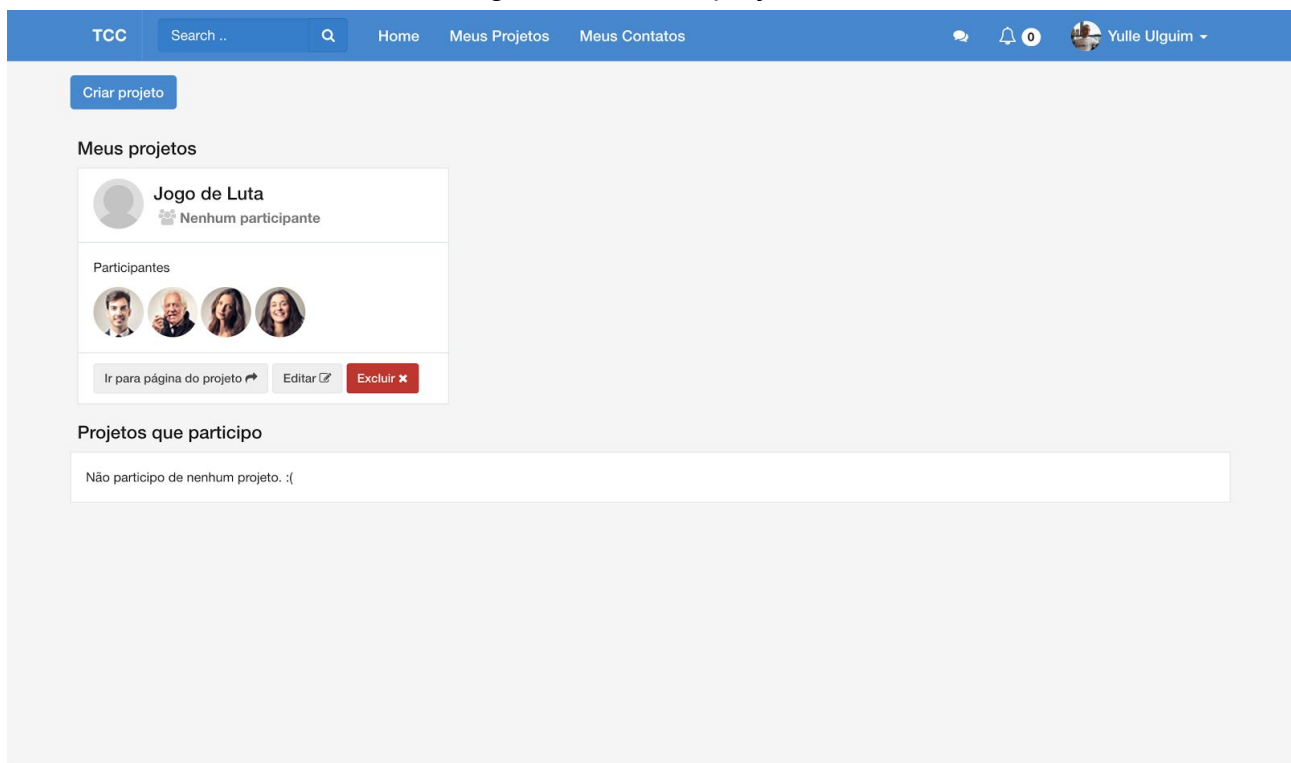 TCC Search .. Home Meus Projetos Meus Contatos 0 Yulle Ulguim
Criar projeto
Meus projetos
Jogo de Luta
Nenhum participante
Participantes
Ir para página do projeto Editar Excluir
Projetos que participo
Não participo de nenhum projeto. :(